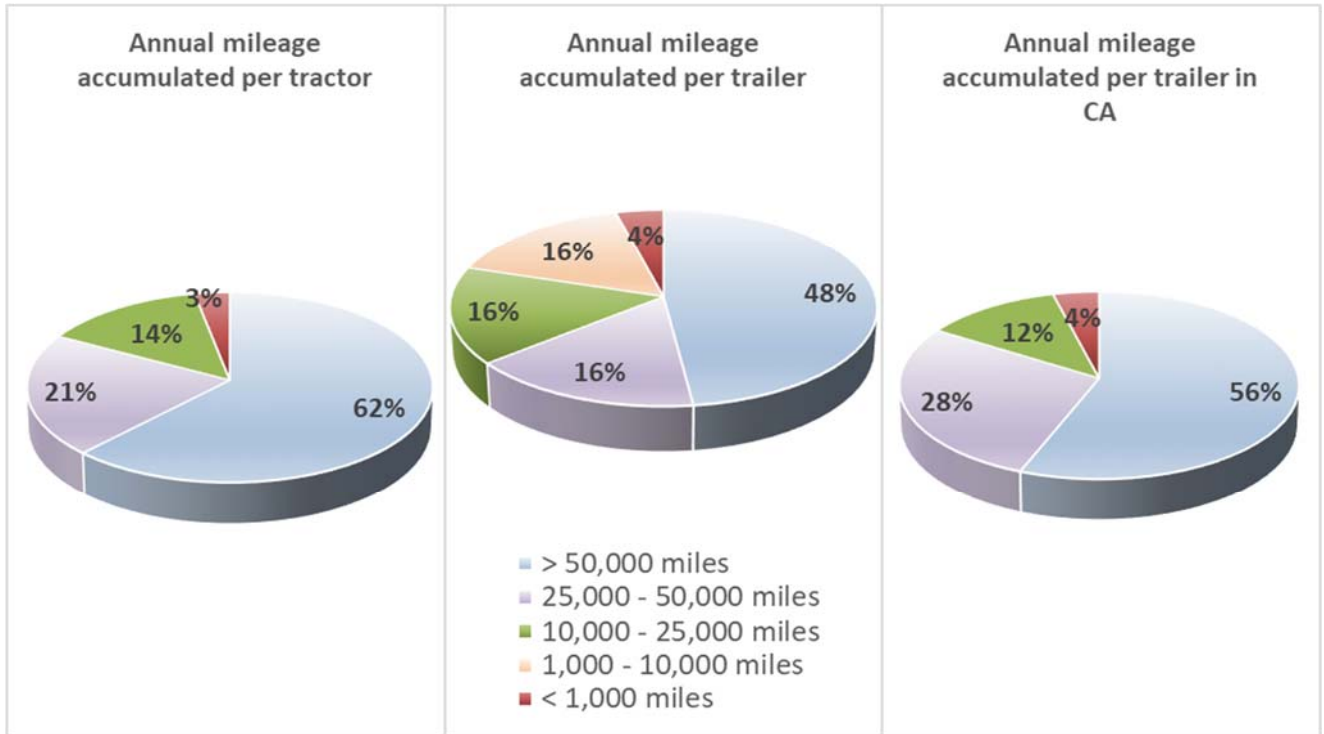 Annual mileage
accumulated per tractor
3%
14%
21%
62%
Annual mileage
accumulated per trailer
4%
16%
48%
16%
16%
> 50,000 miles
25,000 - 50,000 miles
10,000 - 25,000 miles
1,000 - 10,000 miles
< 1,000 miles
Annual mileage
accumulated per trailer in
CA
4%
12%
28%
56%